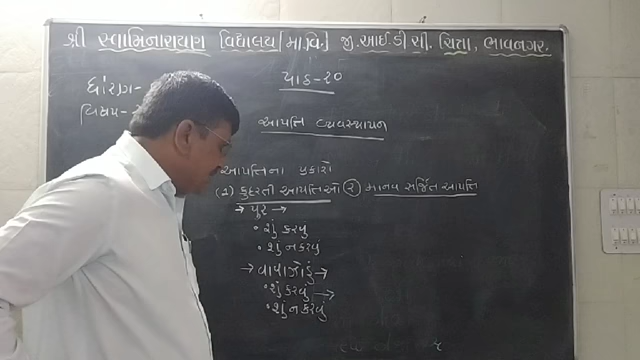 શ્રી સ્વામિનારાયણ વિદ્યાલય [મા.વિ.] જી.આઈ.ડી.સી. ચિત્રા, ભાવનગર.
ધોરણ-
પાઠ-૨૦
વિષય-
આપત્તિ વ્યવસ્થાપન
આપત્તિના પ્રકારો
(૧) કુદરતી આપત્તિઓ (૨) માનવ સર્જિત આપત્તિ
→ પૂર →
• શું કરવું
• શું ન કરવું
→ વાવાઝોડું →
• શું કરવું →
• શું ન કરવું